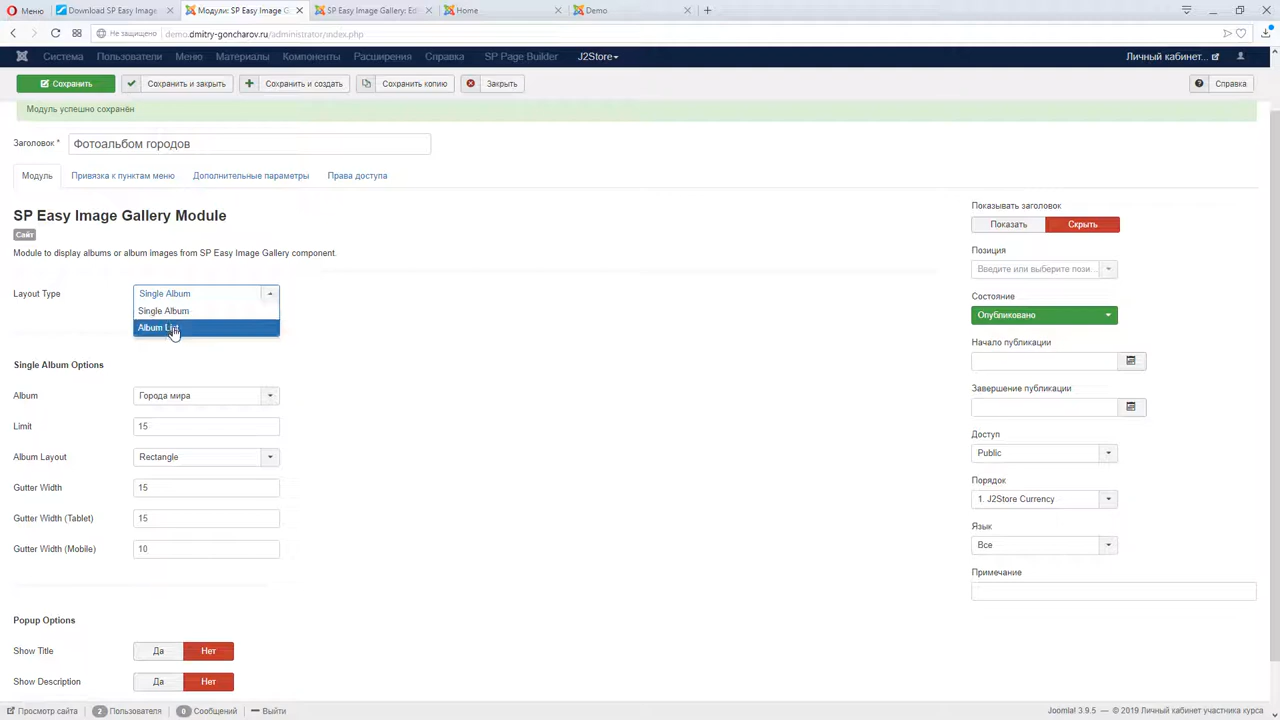 Меню
Download SP Easy Image
Модули: SP Easy Image G
SP Easy Image Gallery: Edi
Home
Demo
Не защищено
demo.dmitry-goncharov.ru/administrator/index.php
Система Пользователи Меню Материалы Компоненты Расширения Справка SP Page Builder J2Store Личный кабинет...
Сохранить Сохранить и закрыть Сохранить и создать Сохранить копию Закрыть Справка
Модуль успешно сохранён
Заголовок * Фотоальбом городов
Модуль Привязка к пунктам меню Дополнительные параметры Права доступа
SP Easy Image Gallery Module
Сайт
Module to display albums or album images from SP Easy Image Gallery component.
Layout Type Single Album
Single Album
Album List
Single Album Options
Album Города мира
Limit 15
Album Layout Rectangle
Gutter Width 15
Gutter Width (Tablet) 15
Gutter Width (Mobile) 10
Popup Options
Show Title Да Нет
Show Description Да Нет
Показывать заголовок
Показать Скрыть
Позиция
Введите или выберите пози...
Состояние
Опубликовано
Начало публикации
Завершение публикации
Доступ
Public
Порядок
1. J2Store Currency
Язык
Все
Примечание
Просмотр сайта 2 Пользователя 0 Сообщений Выйти
Joomla! 3.9.5 — © 2019 Личный кабинет участника курса